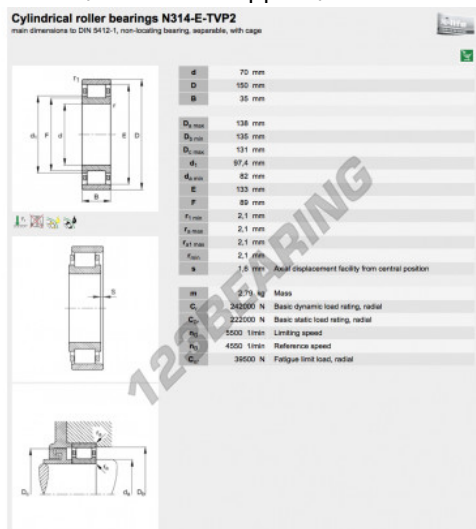 Cylindrical roller bearings N314-E-TVP2
main dimensions to DIN 5412-1, non-locating bearing, separable, with cage
d 70 mm
D 150 mm
B 35 mm
Da max 138 mm
Db min 135 mm
Dc max 131 mm
d1 97,4 mm
da min 82 mm
E 133 mm
F 89 mm
r1 min 2,1 mm
ra max 2,1 mm
ra1 max 2,1 mm
rmin 2,1 mm
s 1,6 mm Axial displacement facility from central position
m 2,79 kg Mass
242000 N Basic dynamic load rating, radial
222000 N Basic static load rating, radial
5500 1/min Limiting speed
4550 1/min Reference speed
39500 N Fatigue limit load, radial
r1
r
d1 F d E D
B
S
123BEARING